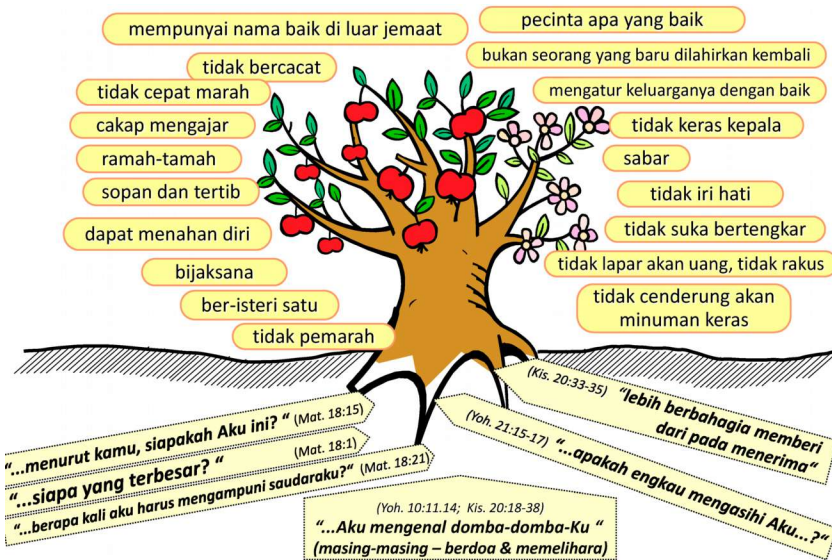 mempunyai nama baik di luar jemaat
tidak bercacat
tidak cepat marah
cakap mengajar
ramah-tamah
sopan dan tertib
dapat menahan diri
bijaksana
ber-isteri satu
tidak pemarah
pecinta apa yang baik
bukan seorang yang baru dilahirkan kembali
mengatur keluarganya dengan baik
tidak keras kepala
sabar
tidak iri hati
tidak suka bertengkar
tidak lapar akan uang, tidak rakus
tidak cenderung akan
minuman keras
“...menurut kamu, siapakah Aku ini? “ (Mat. 18:15)
“...siapa yang terbesar? “ (Mat. 18:1)
“...berapa kali aku harus mengampuni saudaraku?“ (Mat. 18:21)
(Yoh. 10:11.14; Kis. 20:18-38)
“...Aku mengenal domba-domba-Ku “
(masing-masing – berdoa & memelihara)
(Yoh. 21:15-17) “...apakah engkau mengasihi Aku...?“
(Kis. 20:33-35) “lebih berbahagia memberi
dari pada menerima“